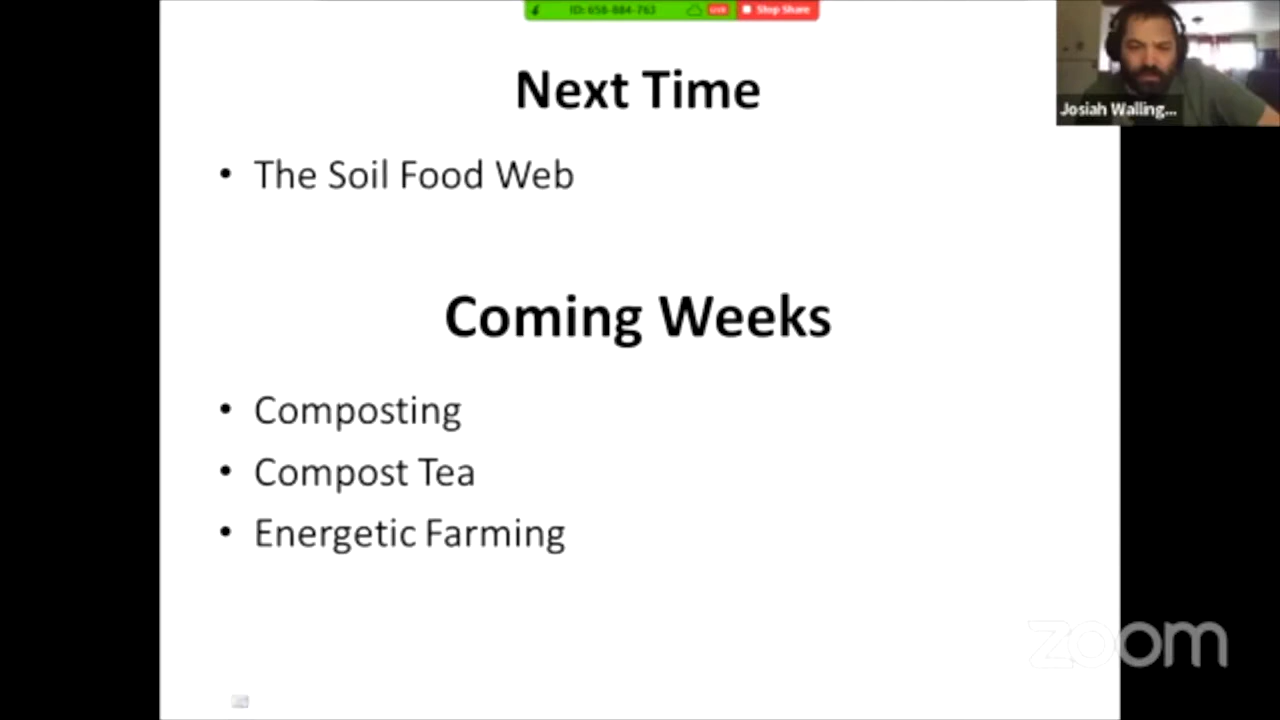 ID: 658-884-763 LIVE Stop Share
Next Time
Josiah Walling...
• The Soil Food Web
Coming Weeks
• Composting
• Compost Tea
• Energetic Farming
zoom